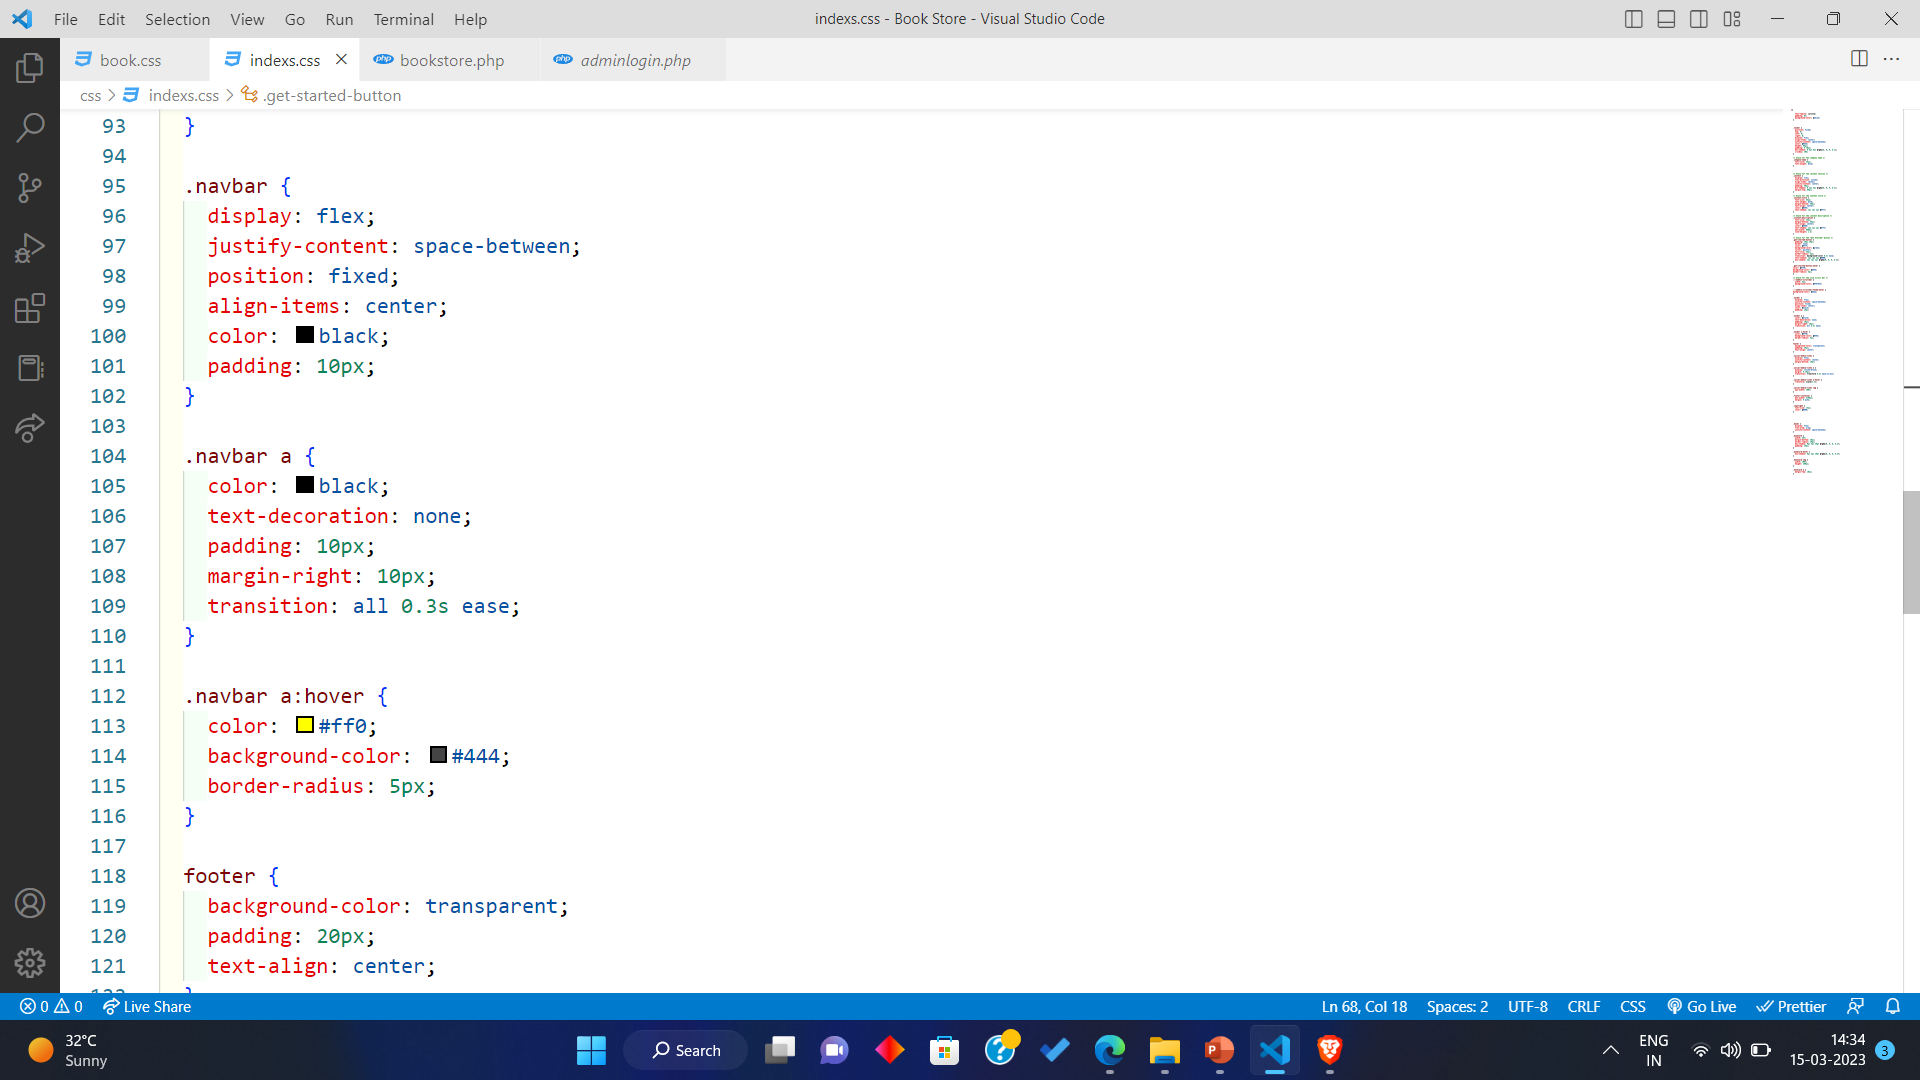 File Edit Selection View Go Run Terminal Help
indexs.css - Book Store - Visual Studio Code
book.css indexs.css bookstore.php adminlogin.php
css > indexs.css > .get-started-button
93 }
94
95 .navbar {
96 display: flex;
97 justify-content: space-between;
98 position: fixed;
99 align-items: center;
100 color: black;
101 padding: 10px;
102 }
103
104 .navbar a {
105 color: black;
106 text-decoration: none;
107 padding: 10px;
108 margin-right: 10px;
109 transition: all 0.3s ease;
110 }
111
112 .navbar a:hover {
113 color: #ff0;
114 background-color: #444;
115 border-radius: 5px;
116 }
117
118 footer {
119 background-color: transparent;
120 padding: 20px;
121 text-align: center;
0 0 Live Share Ln 68, Col 18 Spaces: 2 UTF-8 CRLF CSS Go Live Prettier
32°C
Sunny
Search
ENG
IN
14:34
15-03-2023
3